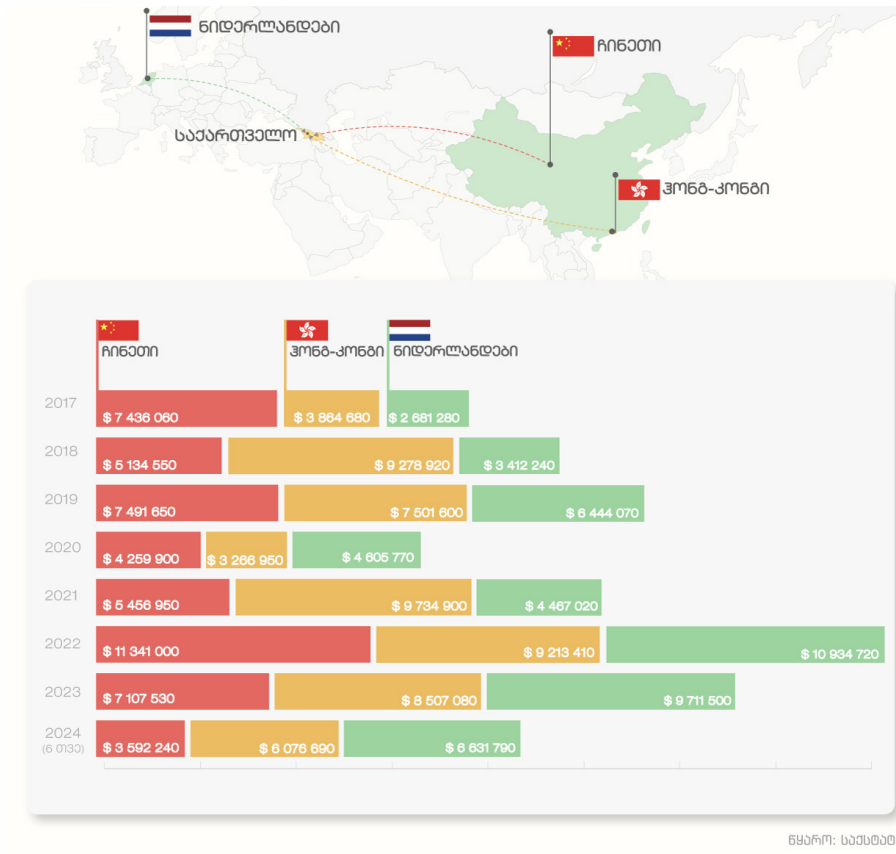 ნიდერლანდები
ჩინეთი
საქართველო
ჰონგ-კონგი
ჩინეთი ჰონგ-კონგი ნიდერლანდები
2017 $ 7 436 060 $ 3 864 680 $ 2 681 280
2018 $ 5 134 550 $ 9 278 920 $ 3 412 240
2019 $ 7 491 650 $ 7 501 600 $ 6 444 070
2020 $ 4 259 900 $ 3 266 950 $ 4 605 770
2021 $ 5 456 950 $ 9 734 900 $ 4 467 020
2022 $ 11 341 000 $ 9 213 410 $ 10 934 720
2023 $ 7 107 530 $ 8 507 080 $ 9 711 500
2024 $ 3 592 240 $ 6 076 690 $ 6 631 790
(6 თვე)
წყარო: საქსტატ